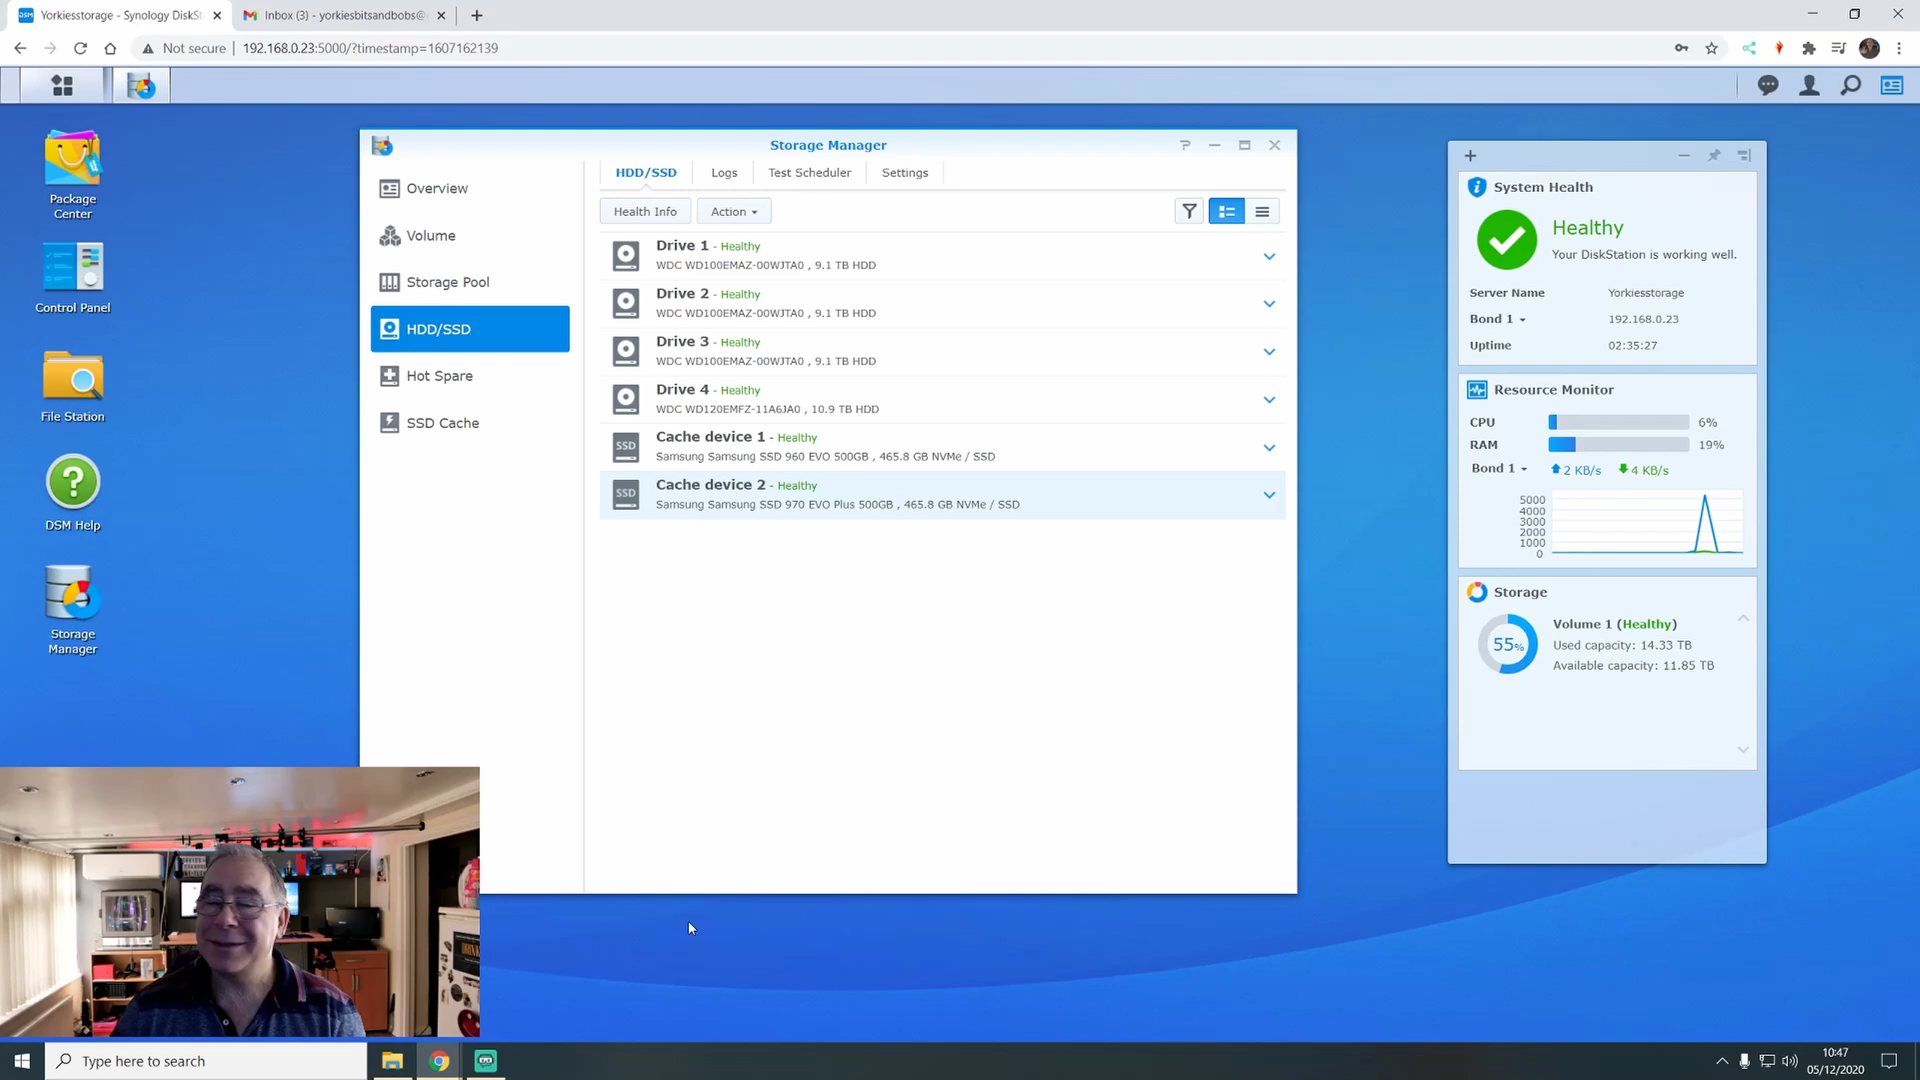 Yorkiesstorage - Synology DiskSt
Inbox (3) - yorkiesbitsandbobs@
Not secure
192.168.0.23:5000/?timestamp=1607162139
Package
Center
Control Panel
File Station
DSM Help
Storage
Manager
Storage Manager
Overview
Volume
Storage Pool
HDD/SSD
Hot Spare
SSD Cache
HDD/SSD
Logs
Test Scheduler
Settings
Health Info
Action
Drive 1 - Healthy
WDC WD100EMAZ-00WJTA0 , 9.1 TB HDD
Drive 2 - Healthy
WDC WD100EMAZ-00WJTA0 , 9.1 TB HDD
Drive 3 - Healthy
WDC WD100EMAZ-00WJTA0 , 9.1 TB HDD
Drive 4 - Healthy
WDC WD120EMFZ-11A6JA0 , 10.9 TB HDD
SSD
Cache device 1 - Healthy
Samsung Samsung SSD 960 EVO 500GB , 465.8 GB NVMe / SSD
SSD
Cache device 2 - Healthy
Samsung Samsung SSD 970 EVO Plus 500GB , 465.8 GB NVMe / SSD
System Health
Healthy
Your DiskStation is working well.
Server Name Yorkiesstorage
Bond 1 192.168.0.23
Uptime 02:35:27
Resource Monitor
CPU 6%
RAM 19%
Bond 1 2 KB/s 4 KB/s
5000
4000
3000
2000
1000
0
Storage
55%
Volume 1 (Healthy)
Used capacity: 14.33 TB
Available capacity: 11.85 TB
Type here to search
10:47
05/12/2020